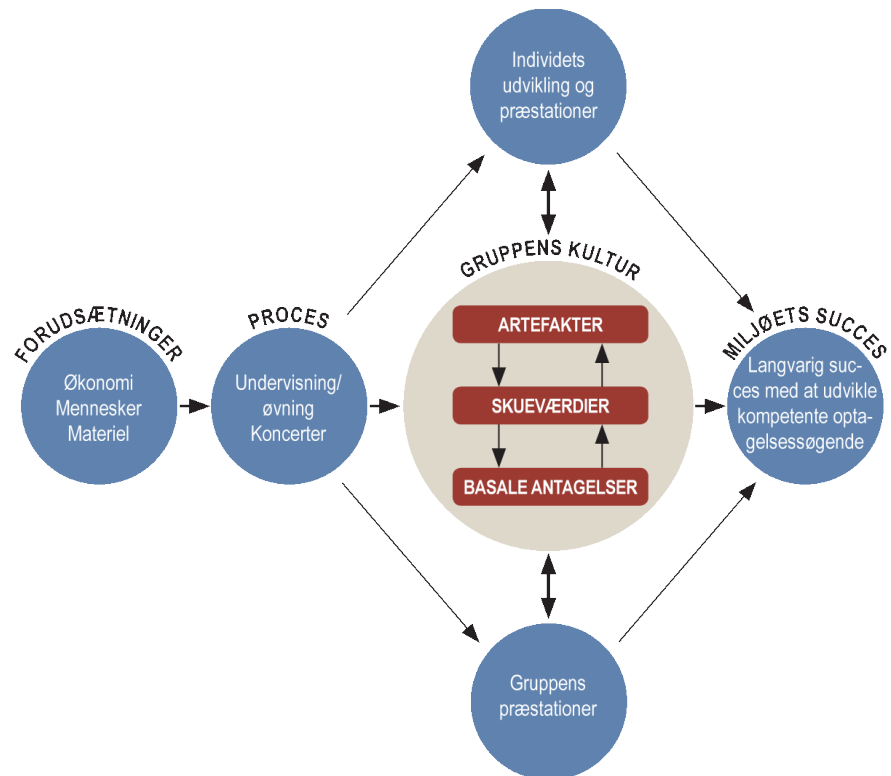 Individets
udvikling og
præstationer
GRUPPENS KULTUR
FORUDSÆTNINGER
Økonomi
Mennesker
Materiel
PROCES
Undervisning/
øvning
Koncerter
ARTEFAKTER
SKUEVÆRDIER
BASALE ANTAGELSER
MILJØETS SUCCES
Langvarig suc-
ces med at udvikle
kompetente opta-
gelsessøgende
Gruppens
præstationer